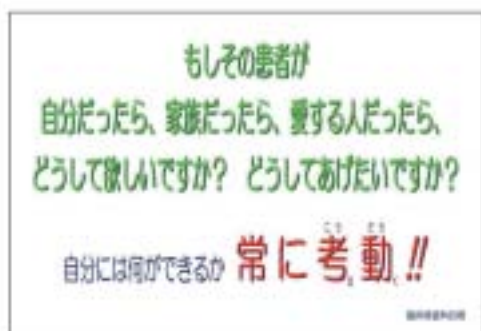 もしその患者が
自分だったら、家族だったら、愛する人だったら、
どうして欲しいですか? どうしてあげたいですか?
自分には何ができるか 常に考動!!